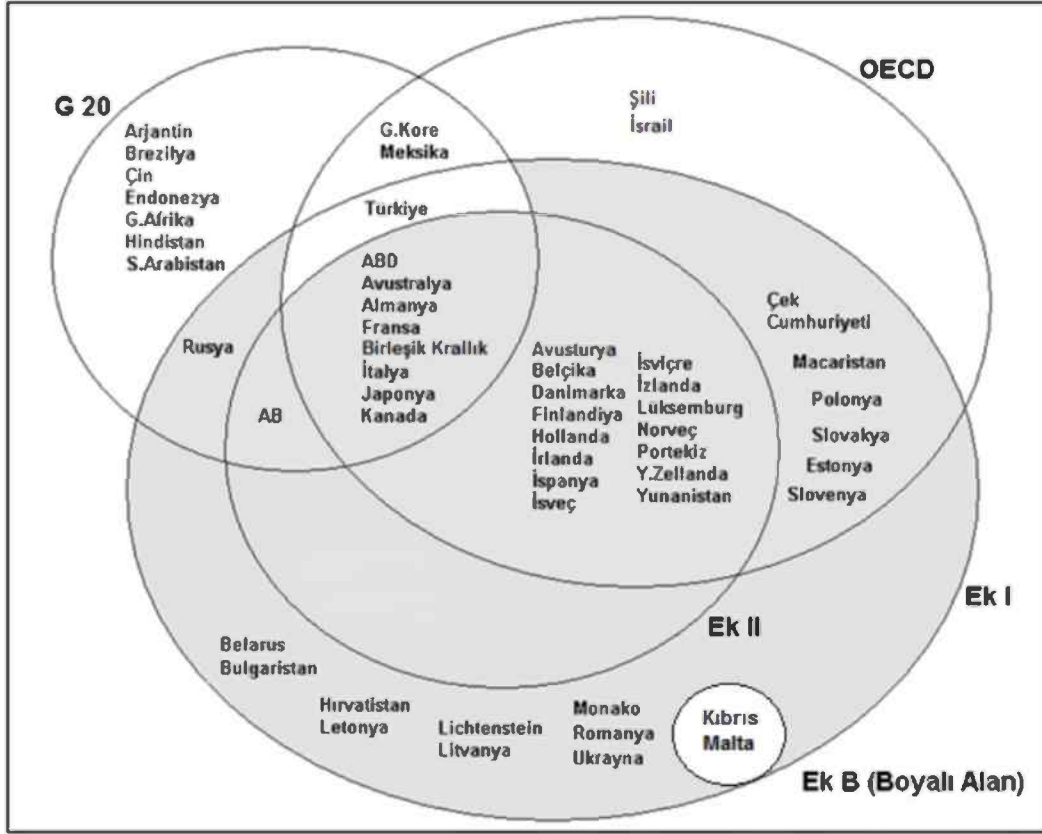 OECD
G 20
Şili
İsrail
Arjantin
Brezilya
Çin
Endonezya
G.Afrika
Hindistan
S.Arabistan
G.Kore
Meksika
Türkiye
ABD
Avustralya
Almanya
Fransa
Birleşik Krallık
İtalya
Japonya
Kanada
Rusya
AB
Avusturya
Belçika
Danimarka
Finlandiya
Hollanda
İrlanda
İspanya
İsveç
İsviçre
İzlanda
Lüksemburg
Norveç
Portekiz
Y.Zellanda
Yunanistan
Çek
Cumhuriyeti
Macaristan
Polonya
Slovakya
Estonya
Slovenya
Ek I
Ek II
Belarus
Bulgaristan
Hırvatistan
Letonya
Lichtenstein
Litvanya
Monako
Romanya
Ukrayna
Kıbrıs
Malta
Ek B (Boyalı Alan)